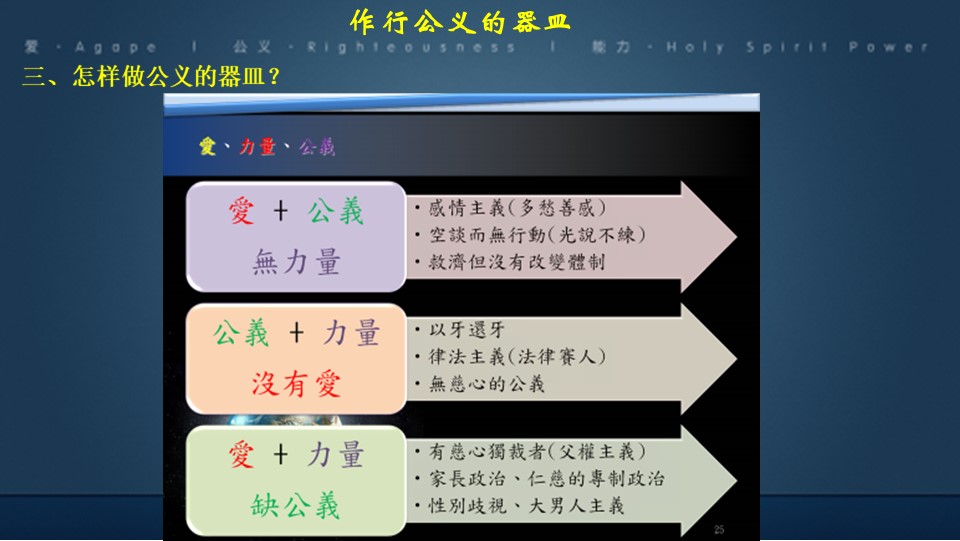 作行公义的器皿
爱 · Agape | 公义 · Righteousness | 能力 · Holy Spirit Power
三、怎样做公义的器皿？
愛、力量、公義
愛 + 公義
無力量
・感情主義(多愁善感)
・空談而無行動(光說不練)
・救濟但沒有改變體制
公義 + 力量
沒有愛
・以牙還牙
・律法主義(法律賽人)
・無慈心的公義
愛 + 力量
缺公義
・有慈心獨裁者(父權主義)
・家長政治、仁慈的專制政治
・性別歧視、大男人主義
25